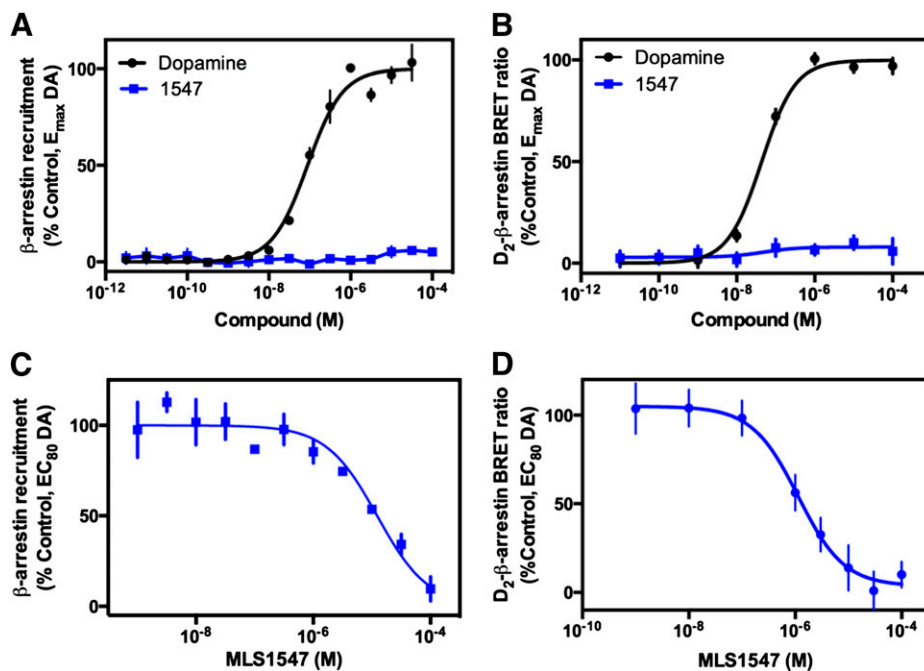 A
β-arrestin recruitment
(% Control, Emax DA)
100
50
0
Dopamine
1547
10-12
10-10
10-8
10-6
10-4
Compound (M)
B
D2-β-arrestin BRET ratio
(%Control, Emax DA)
100
50
0
Dopamine
1547
10-12
10-10
10-8
10-6
10-4
Compound (M)
C
β-arrestin recruitment
(% Control, EC80 DA)
100
50
0
10-8
10-6
10-4
MLS1547 (M)
D
D2-β-arrestin BRET ratio
(%Control, EC80 DA)
100
50
0
10-10
10-8
10-6
10-4
MLS1547 (M)